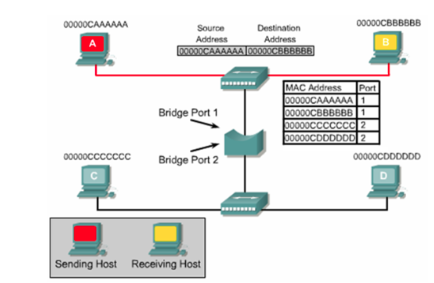 00000CAAAAAA
Source Address
Destination Address
00000CBBBBBB
A
00000CAAAAAA 00000CBBBBBB
B
MAC Address Port
00000CAAAAAA 1
00000CBBBBBB 1
00000CCCCCCC 2
00000CDDDDDD 2
Bridge Port 1
Bridge Port 2
00000CCCCCCC
00000CDDDDDD
C
D
Sending Host
Receiving Host